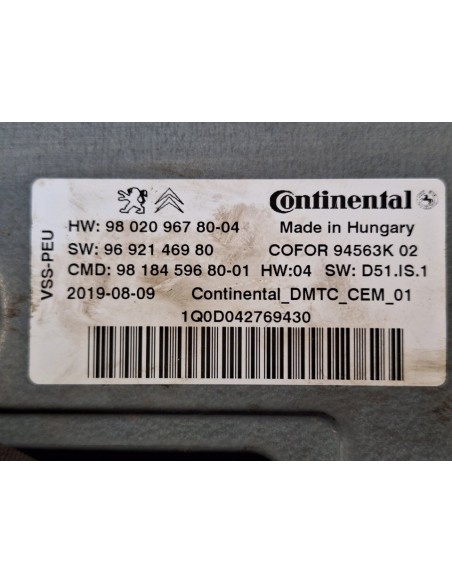 VSS-PEU
Continental
HW: 98 020 967 80-04
Made in Hungary
SW: 96 921 469 80
COFOR 94563K 02
CMD: 98 184 596 80-01 HW:04 SW: D51.IS.1
2019-08-09 Continental_DMTC_CEM_01
1Q0D042769430